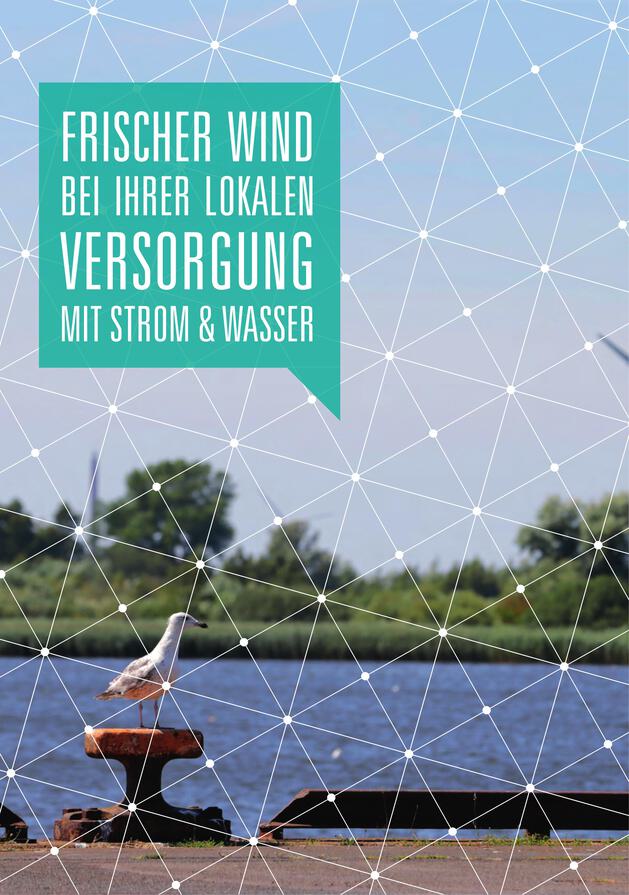 FRISCHER WIND
BEI IHRER LOKALEN
VERSORGUNG
MIT STROM & WASSER